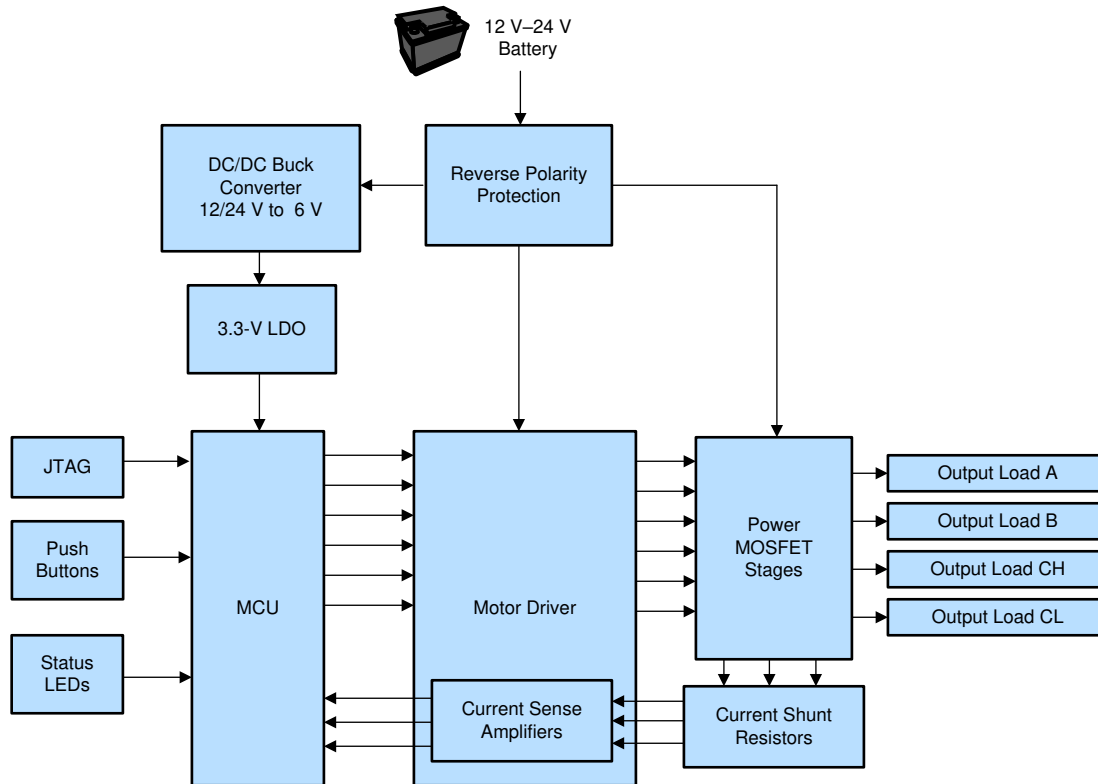 12 V–24 V
Battery
DC/DC Buck
Converter
12/24 V to 6 V
Reverse Polarity
Protection
3.3-V LDO
JTAG
Push
Buttons
Status
LEDs
MCU
Motor Driver
Current Sense
Amplifiers
Power
MOSFET
Stages
Current Shunt
Resistors
Output Load A
Output Load B
Output Load CH
Output Load CL